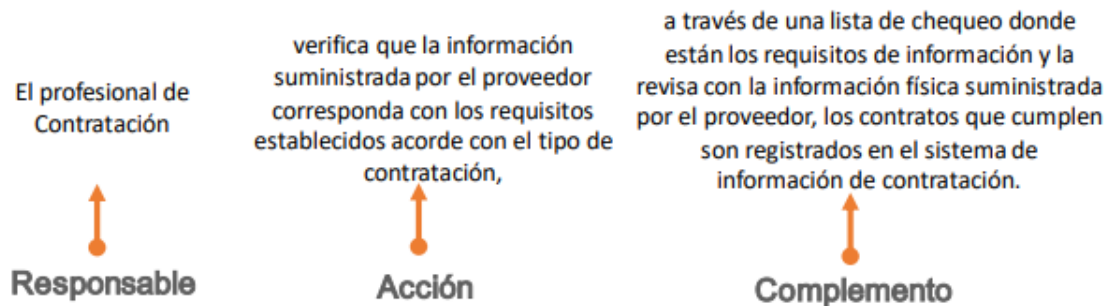 El profesional de
Contratación
verifica que la información
suministrada por el proveedor
corresponda con los requisitos
establecidos acorde con el tipo de
contratación,
a través de una lista de chequeo donde
están los requisitos de información y la
revisa con la información física suministrada
por el proveedor, los contratos que cumplen
son registrados en el sistema de
información de contratación.
Responsable
Acción
Complemento